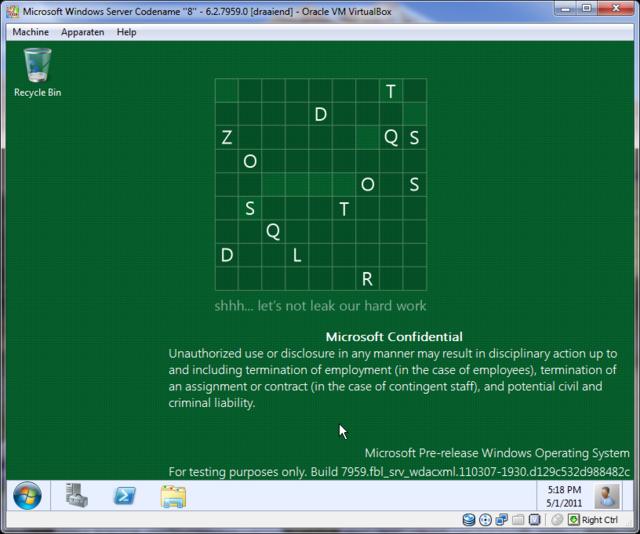 Microsoft Windows Server Codename "8" - 6.2.7959.0 [draaiend] - Oracle VM VirtualBox
Machine Apparaten Help
Recycle Bin
T
D
Z Q S
O
O S
S T
Q
D L
R
shhh... let's not leak our hard work
Microsoft Confidential
Unauthorized use or disclosure in any manner may result in disciplinary action up to
and including termination of employment (in the case of employees), termination of
an assignment or contract (in the case of contingent staff), and potential civil and
criminal liability.
Microsoft Pre-release Windows Operating System
For testing purposes only. Build 7959.fbl_srv_wdacxml.110307-1930.d129c532d988482c
5:18 PM
5/1/2011
Right Ctrl